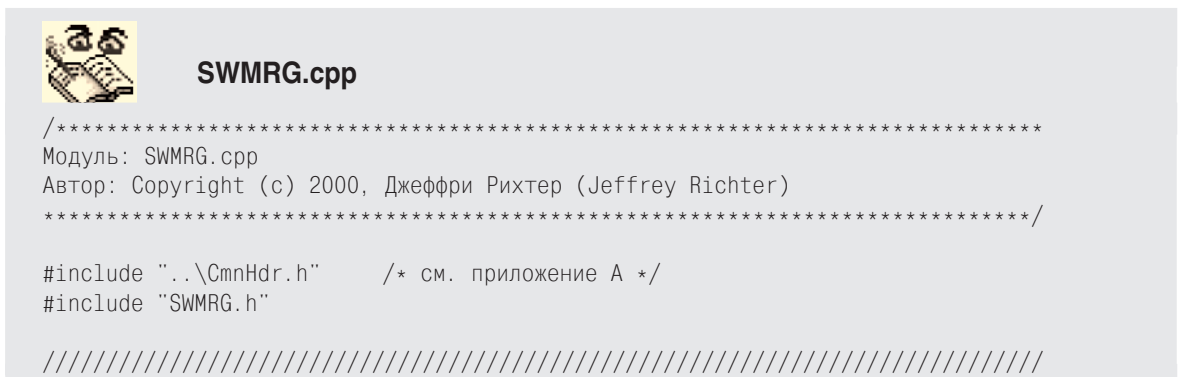 SWMRG.cpp
/******************************************************************************
Модуль: SWMRG.cpp
Автор: Copyright (c) 2000, Джеффри Рихтер (Jeffrey Richter)
******************************************************************************/
#include "..\CmnHdr.h"     /* см. приложение A */
#include "SWMRG.h"
///////////////////////////////////////////////////////////////////////////////